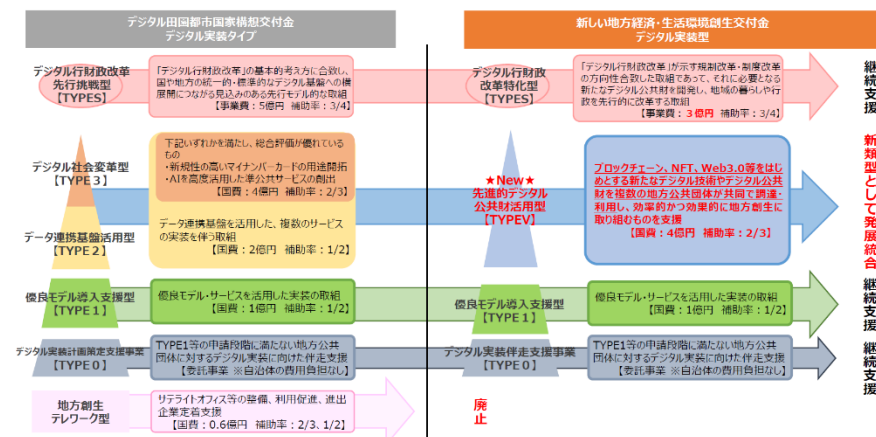 デジタル田園都市国家構想交付金
デジタル実装タイプ
新しい地方経済・生活環境創生交付金
デジタル実装型
デジタル行財政改革
先行挑戦型
【TYPES】
「デジタル行財政改革」の基本的考え方に合致し、
国や地方の統一的・標準的なデジタル基盤への横
展開につながる見込みのある先行モデル的な取組
【事業費：5億円 補助率：3/4】
デジタル行財政
改革特化型
【TYPES】
「デジタル行財政改革」が示す規制改革・制度改革
の方向性合致した取組であって、それに必要となる
新たなデジタル公共財を開発し、地域の暮らしや行
政を先行的に改革する取組
【事業費：３億円 補助率：3/4】
継続支援
デジタル社会変革型
【TYPE３】
下記いずれかを満たし、総合評価が優れている
もの
・新規性の高いマイナンバーカードの用途開拓
・AIを高度活用した準公共サービスの創出
【国費：4億円 補助率：2/3】
データ連携基盤活用型
【TYPE２】
データ連携基盤を活用した、複数のサービス
の実装を伴う取組
【国費：2億円 補助率：1/2】
★New★
先進的デジタル
公共財活用型
【TYPEV】
ブロックチェーン、NFT、Web3.0等をはじ
めとする新たなデジタル技術やデジタル公共
財を複数の地方公共団体が共同で調達・
利用し、効率的かつ効果的に地方創生に
取り組むものを支援
【国費：4億円 補助率：2/3】
新類型として発展統合
優良モデル導入支援型
【TYPE１】
優良モデル・サービスを活用した実装の取組
【国費：1億円 補助率：1/2】
優良モデル導入支援型
【TYPE１】
優良モデル・サービスを活用した実装の取組
【国費：1億円 補助率：1/2】
継続支援
デジタル実装計画策定支援事業
【TYPE０】
TYPE1等の申請段階に満たない地方公共
団体に対するデジタル実装に向けた伴走支援
【委託事業 ※自治体の費用負担なし】
デジタル実装伴走支援事業
【TYPE０】
TYPE1等の申請段階に満たない地方公共
団体に対するデジタル実装に向けた伴走支援
【委託事業 ※自治体の費用負担なし】
継続支援
地方創生
テレワーク型
サテライトオフィス等の整備、利用促進、進出
企業定着支援
【国費：0.6億円 補助率：2/3、1/2】
廃止